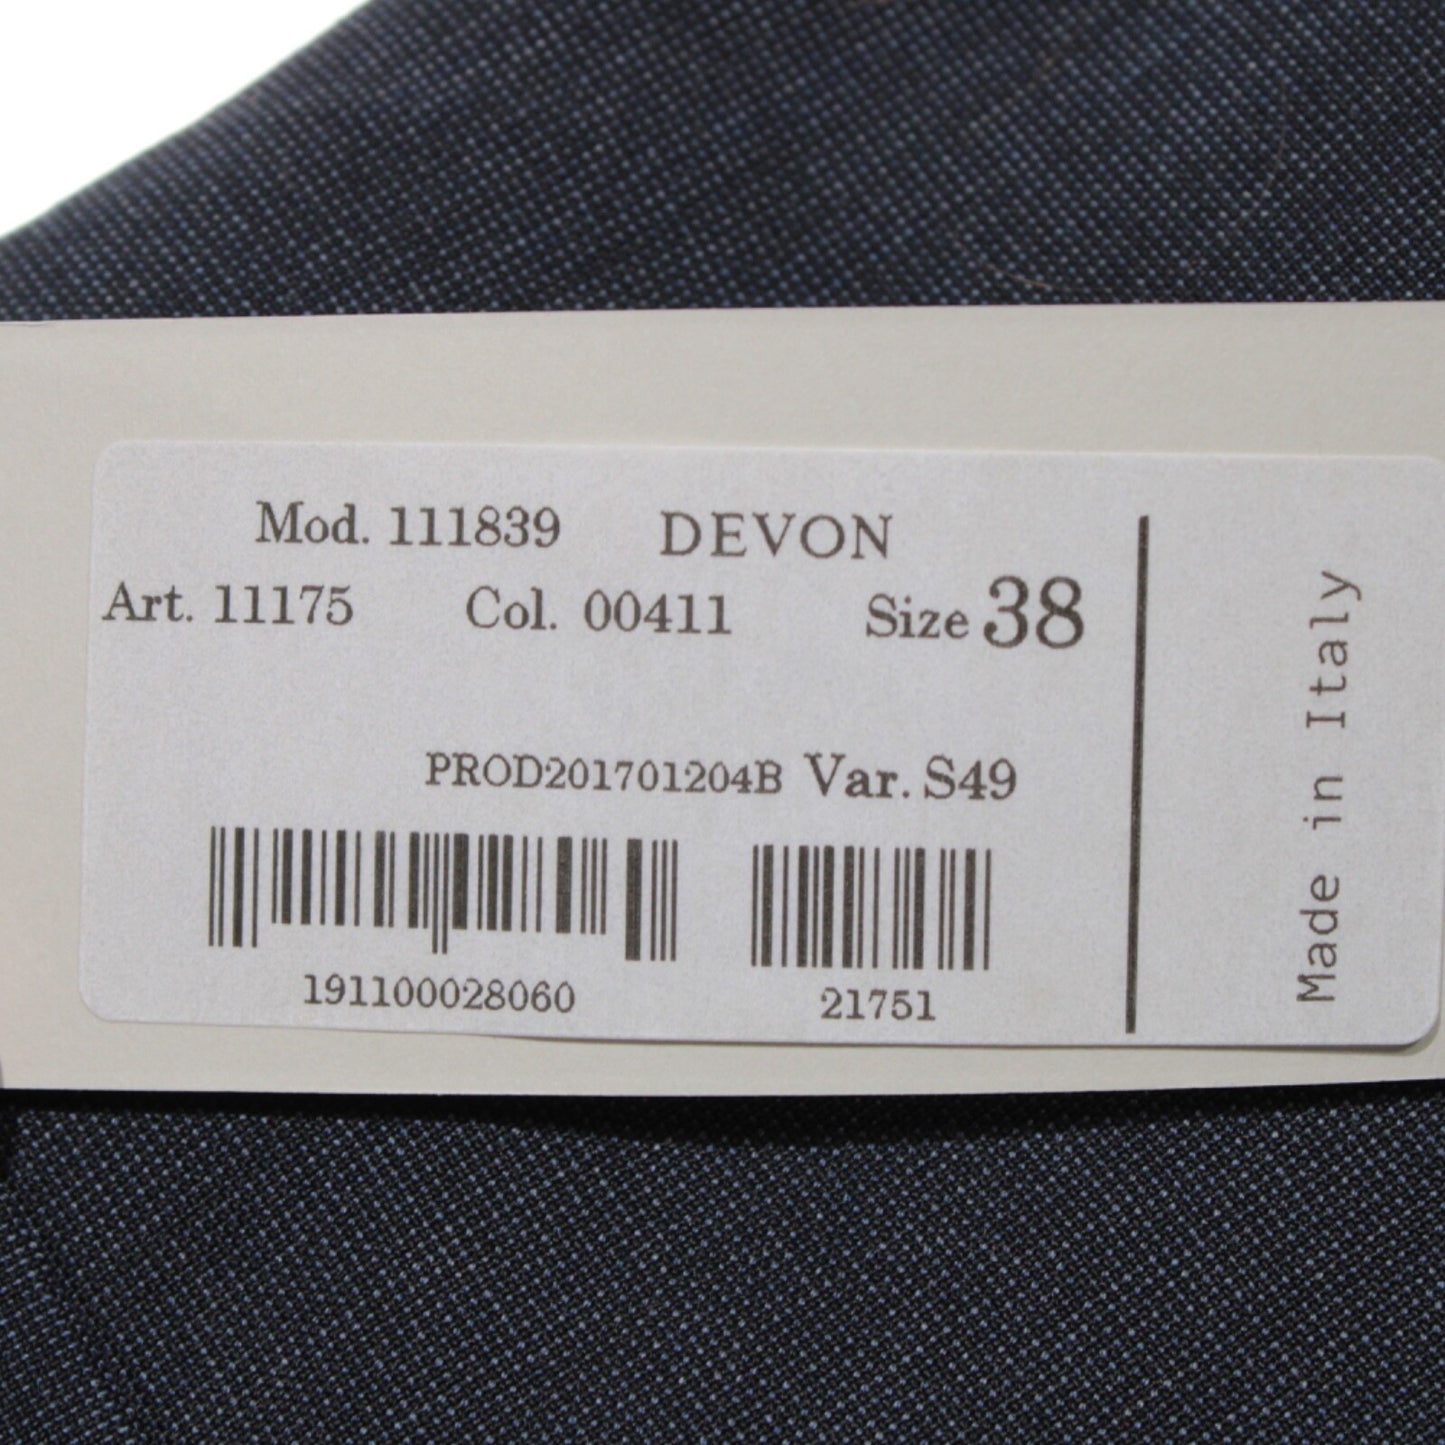 Mod. 111839 DEVON
Art. 11175 Col. 00411 Size 38
PROD201701204B Var. S49
191100028060 21751
Made in Italy